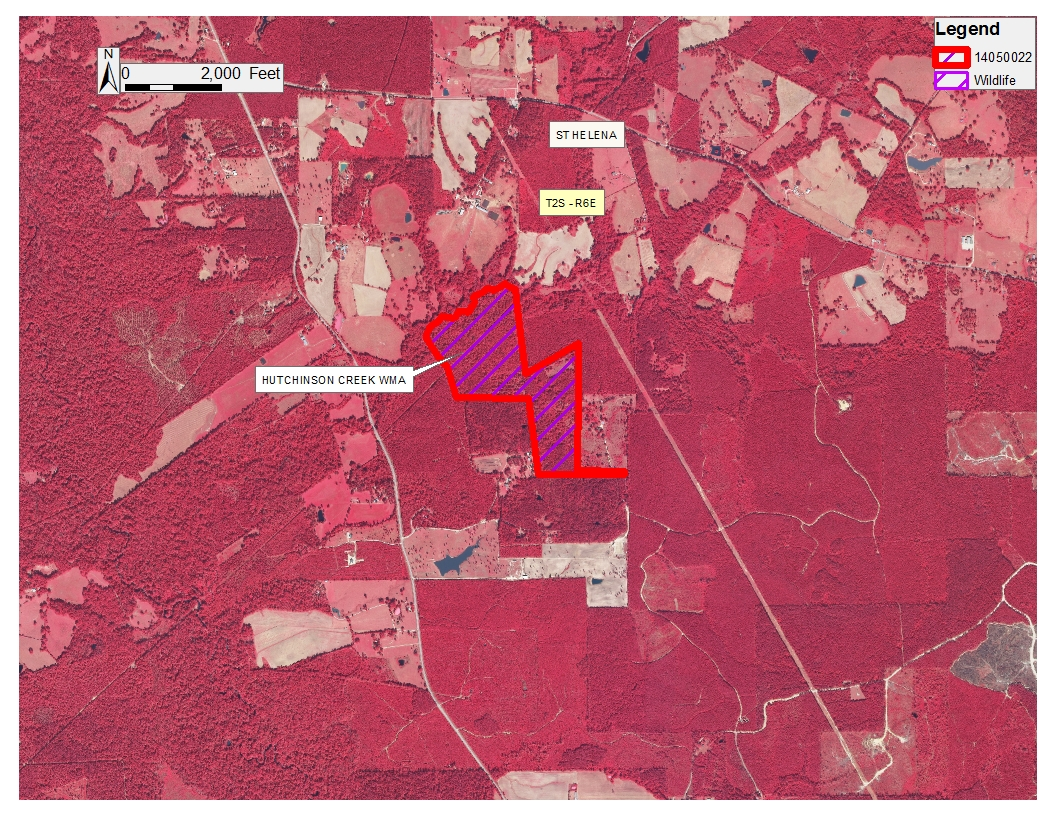 N
0 2,000 Feet
Legend
14050022
Wildlife
ST HELENA
T2S - R6E
HUTCHINSON CREEK WMA